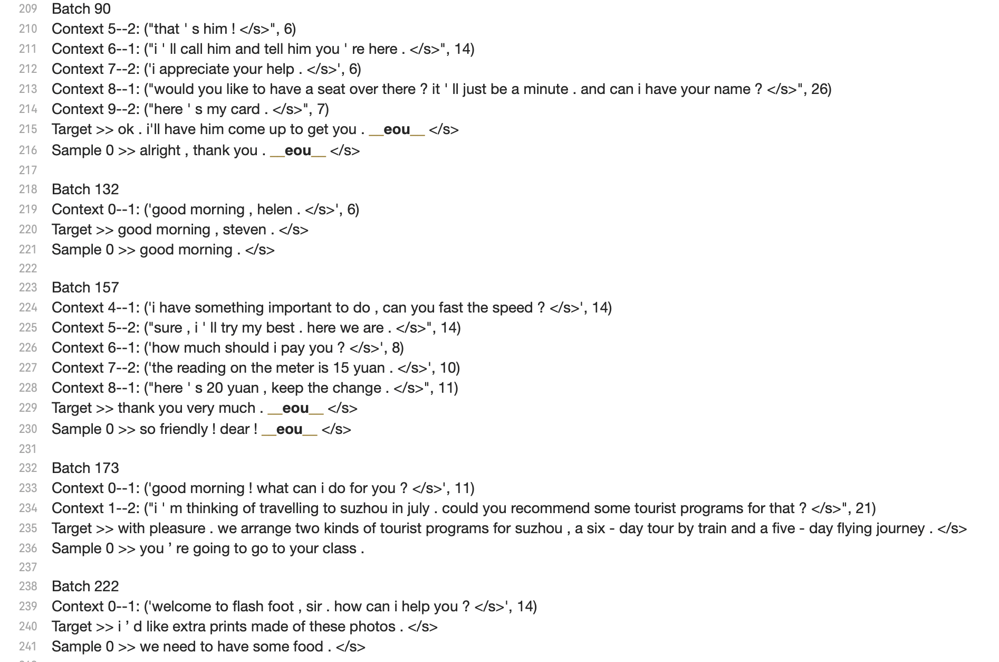 209 Batch 90
210 Context 5--2: ("that ' s him ! </s>", 6)
211 Context 6--1: ("i ' ll call him and tell him you ' re here . </s>", 14)
212 Context 7--2: ('i appreciate your help . </s>', 6)
213 Context 8--1: ("would you like to have a seat over there ? it ' ll just be a minute . and can i have your name ? </s>", 26)
214 Context 9--2: ("here ' s my card . </s>", 7)
215 Target >> ok . i'll have him come up to get you . __eou__ </s>
216 Sample 0 >> alright , thank you . __eou__ </s>
217
218 Batch 132
219 Context 0--1: ('good morning , helen . </s>', 6)
220 Target >> good morning , steven . </s>
221 Sample 0 >> good morning . </s>
222
223 Batch 157
224 Context 4--1: ('i have something important to do , can you fast the speed ? </s>', 14)
225 Context 5--2: ("sure , i ' ll try my best . here we are . </s>", 14)
226 Context 6--1: ('how much should i pay you ? </s>', 8)
227 Context 7--2: ('the reading on the meter is 15 yuan . </s>', 10)
228 Context 8--1: ("here ' s 20 yuan , keep the change . </s>", 11)
229 Target >> thank you very much . __eou__ </s>
230 Sample 0 >> so friendly ! dear ! __eou__ </s>
231
232 Batch 173
233 Context 0--1: ('good morning ! what can i do for you ? </s>', 11)
234 Context 1--2: ("i ' m thinking of travelling to suzhou in july . could you recommend some tourist programs for that ? </s>", 21)
235 Target >> with pleasure . we arrange two kinds of tourist programs for suzhou , a six - day tour by train and a five - day flying journey . </s>
236 Sample 0 >> you ’ re going to go to your class .
237
238 Batch 222
239 Context 0--1: ('welcome to flash foot , sir . how can i help you ? </s>', 14)
240 Target >> i ’ d like extra prints made of these photos . </s>
241 Sample 0 >> we need to have some food . </s>